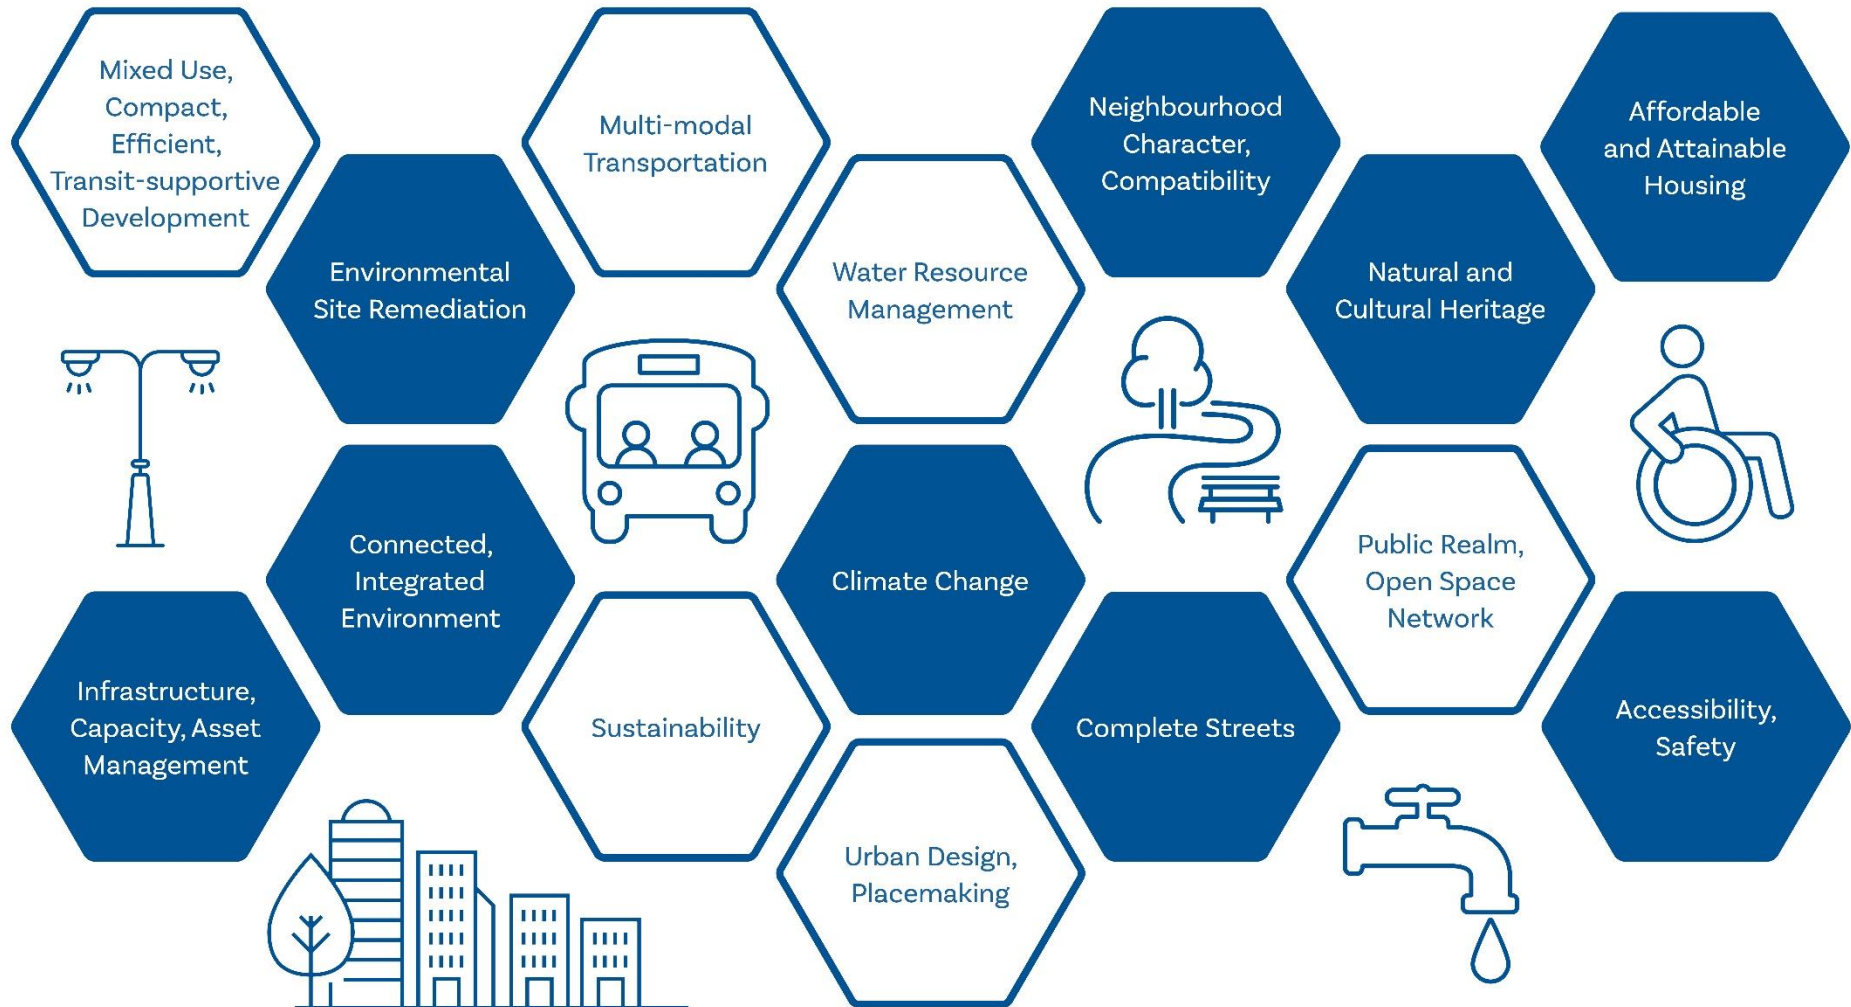 Mixed Use,
Compact,
Efficient,
Transit-supportive
Development
Multi-modal
Transportation
Neighbourhood
Character,
Compatibility
Affordable
and Attainable
Housing
Environmental
Site Remediation
Water Resource
Management
Natural and
Cultural Heritage
Connected,
Integrated
Environment
Climate Change
Public Realm,
Open Space
Network
Infrastructure,
Capacity, Asset
Management
Sustainability
Complete Streets
Accessibility,
Safety
Urban Design,
Placemaking